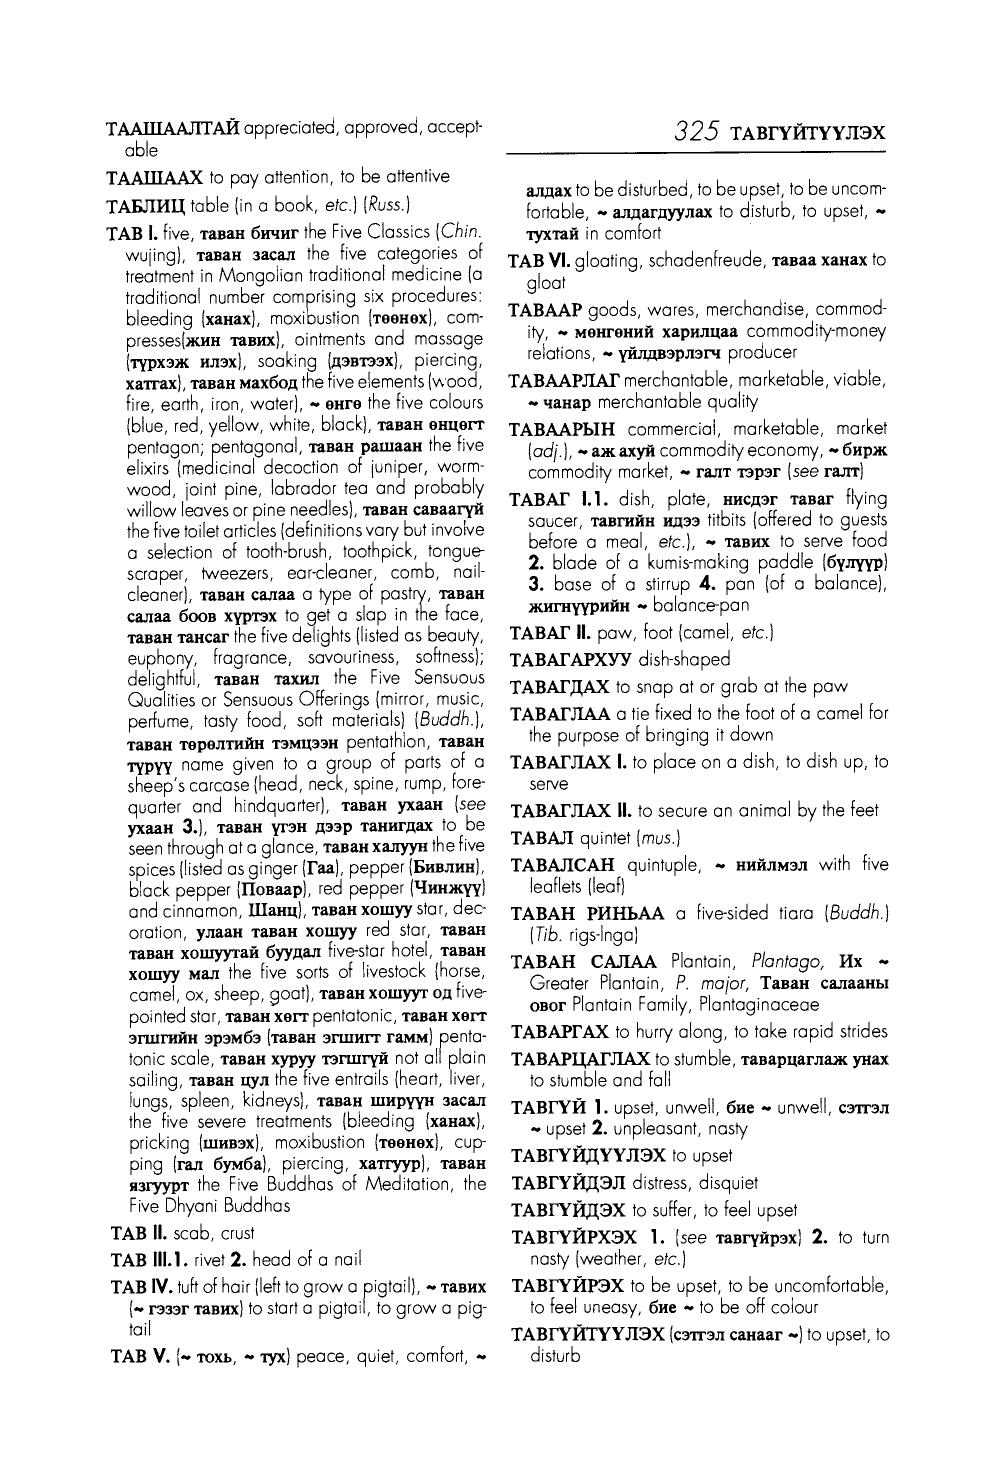 ТААШААЛТАЙ appreciated, approved, accept-
able
ТААШААХ to pay attention, to be attentive
ТАБЛИЦ table (in a book, etc.) (Russ.)
ТАВ I. five, таван бичиг the Five Classics (Chin.
wujing), таван засал the five categories of
treatment in Mongolian traditional medicine (a
traditional number comprising six procedures:
bleeding (ханах), moxibustion (төөнөх), com-
presses(жин тавих), ointments and massage
(түрхэж илэх), soaking (дэвтээх), piercing,
хатгах), таван махбод the five elements (wood,
fire, earth, iron, water), ~ өнгө the five colours
(blue, red, yellow, white, black), таван өнцөгт
pentagon; pentagonal, таван рашаан the five
elixirs (medicinal decoction of juniper, worm-
wood, joint pine, labrador tea and probably
willow leaves or pine needles), таван саваагүй
the five toilet articles (definitions vary but involve
a selection of tooth-brush, toothpick, tongue-
scraper, tweezers, ear-cleaner, comb, nail-
cleaner), таван салаа a type of pastry, таван
салаа боов хүртэх to get a slap in the face,
таван тансаг the five delights (listed as beauty,
euphony, fragrance, savouriness, softness);
delightful, таван тахил the Five Sensuous
Qualities or Sensuous Offerings (mirror, music,
perfume, tasty food, soft materials) (Buddh.),
таван төрөлтийн тэмцээн pentathlon, таван
түрүү name given to a group of parts of a
sheep's carcase (head, neck, spine, rump, fore-
quarter and hindquarter), таван ухаан (see
ухаан 3.), таван үгэн дээр танигдах to be
seen through at a glance, таван халуун the five
spices (listed as ginger (Гаа), pepper (Бивлин),
black pepper (Поваар), red pepper (Чинжүү)
and cinnamon, Шанц), таван хошуу star, dec-
oration, улаан таван хошуу red star, таван
таван хошуутай буудал five-star hotel, таван
хошуу мал the five sorts of livestock (horse,
camel, ox, sheep, goat), таван хошуут од five-
pointed star, таван хөгт pentatonic, таван хөгт
эгшгийн эрэмбэ (таван эгшигт гамм) penta-
tonic scale, таван хуруу тэгшгүй not all plain
sailing, таван цул the five entrails (heart, liver,
lungs, spleen, kidneys), таван ширүүн засал
the five severe treatments (bleeding (ханах),
pricking (шивэх), moxibustion (төөнөх), cup-
ping (гал бумба), piercing, хатгуур), таван
язгуурт the Five Buddhas of Meditation, the
Five Dhyani Buddhas
ТАВ II. scab, crust
ТАВ III.1. rivet 2. head of a nail
ТАВ IV. tuft of hair (left to grow a pigtail), ~ тавих
(~ гэзэг тавих) to start a pigtail, to grow a pig-
tail
ТАВ V. (~ тохь, ~ тух) peace, quiet, comfort, ~
325 ТАВГҮЙТҮҮЛЭХ
алдах to be disturbed, to be upset, to be uncom-
fortable, ~ алдагдуулах to disturb, to upset, ~
тухтай in comfort
ТАВ VI. gloating, schadenfreude, таваа ханах to
gloat
ТАВААР goods, wares, merchandise, commod-
ity, ~ мөнгөний харилцаа commodity-money
relations, ~ үйлдвэрлэгч producer
ТАВААРЛАГ merchantable, marketable, viable,
~ чанар merchantable quality
ТАВААРЫН commercial, marketable, market
(adj.), ~ аж ахуй commodity economy, ~ бирж
commodity market, ~ галт тэрэг (see галт)
ТАВАГ I.1. dish, plate, нисдэг таваг flying
saucer, тавгийн идээ titbits (offered to guests
before a meal, etc.), ~ тавих to serve food
2. blade of a kumis-making paddle (бүлүүр)
3. base of a stirrup 4. pan (of a balance),
жигнүүрийн ~ balance-pan
ТАВАГ II. paw, foot (camel, etc.)
ТАВАГАРХУУ dish-shaped
ТАВАГДАХ to snap at or grab at the paw
ТАВАГЛАА a tie fixed to the foot of a camel for
the purpose of bringing it down
ТАВАГЛАХ I. to place on a dish, to dish up, to
serve
ТАВАГЛАХ II. to secure an animal by the feet
ТАВАЛ quintet (mus.)
ТАВАЛСАН quintuple, ~ нийлмэл with five
leaflets (leaf)
ТАВАН РИНЬАА a five-sided tiara (Buddh.)
(Tib. rigs-lnga)
ТАВАН САЛАА Plantain, Plantago, Их ~
Greater Plantain, P. major, Таван салааны
овог Plantain Family, Plantaginaceae
ТАВАРГАХ to hurry along, to take rapid strides
ТАВАРЦАГЛАХ to stumble, таварцаглаж унах
to stumble and fall
ТАВГҮЙ 1. upset, unwell, бие ~ unwell, сэтгэл
~ upset 2. unpleasant, nasty
ТАВГҮЙДҮҮЛЭХ to upset
ТАВГҮЙДЭЛ distress, disquiet
ТАВГҮЙДЭХ to suffer, to feel upset
ТАВГҮЙРХЭХ 1. (see тавгүйрэх) 2. to turn
nasty (weather, etc.)
ТАВГҮЙРЭХ to be upset, to be uncomfortable,
to feel uneasy, бие ~ to be off colour
ТАВГҮЙТҮҮЛЭХ (сэтгэл санааг ~) to upset, to
disturb